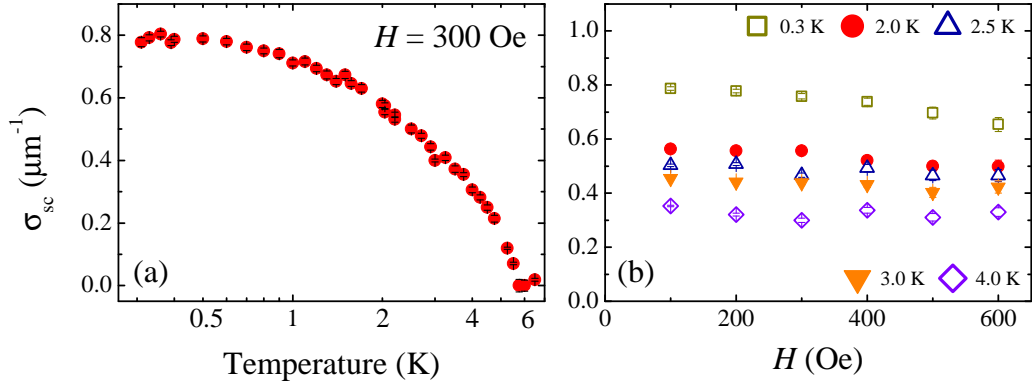 H = 300 Oe
0.8
0.6
0.4
0.2
0.0
σsc (μm⁻¹)
(a)
0.5 1 2 4 6
Temperature (K)
0.3 K 2.0 K 2.5 K
1.0
0.8
0.6
0.4
0.2
0.0
(b)
3.0 K 4.0 K
0 200 400 600
H (Oe)